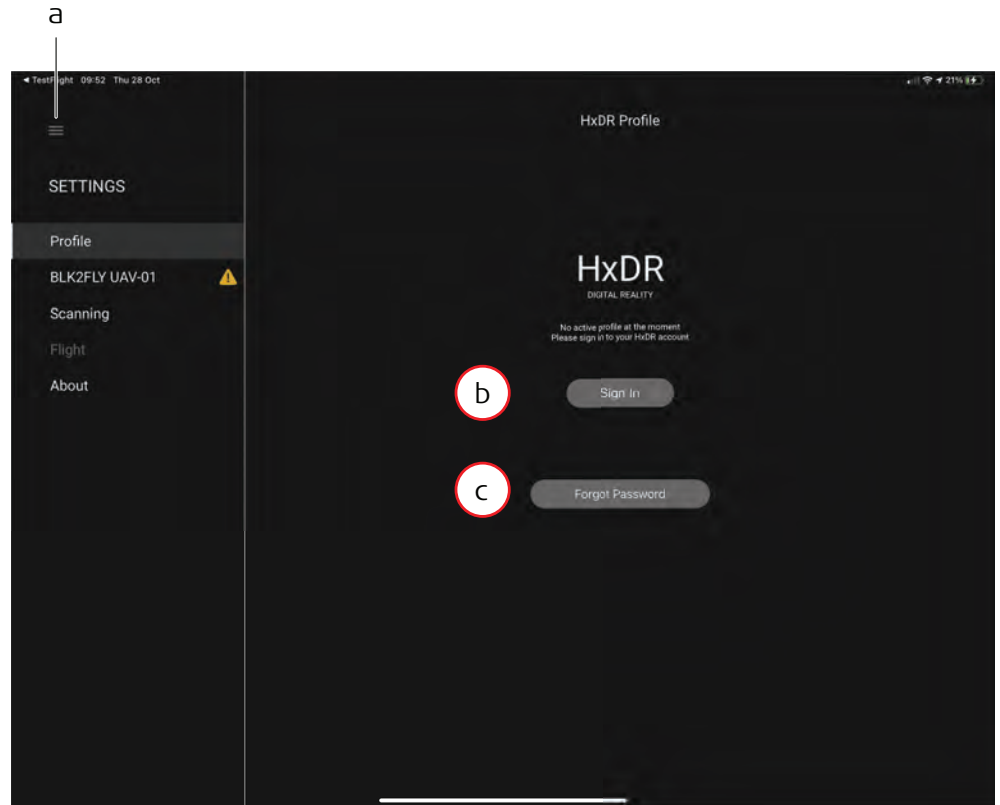 a
TestFlight 09:52 Thu 28 Oct
21%
HxDR Profile
SETTINGS
Profile
BLK2FLY UAV-01
Scanning
Flight
About
HxDR
DIGITAL REALITY
No active profile at the moment
Please sign in to your HxDR account
b
Sign In
c
Forgot Password